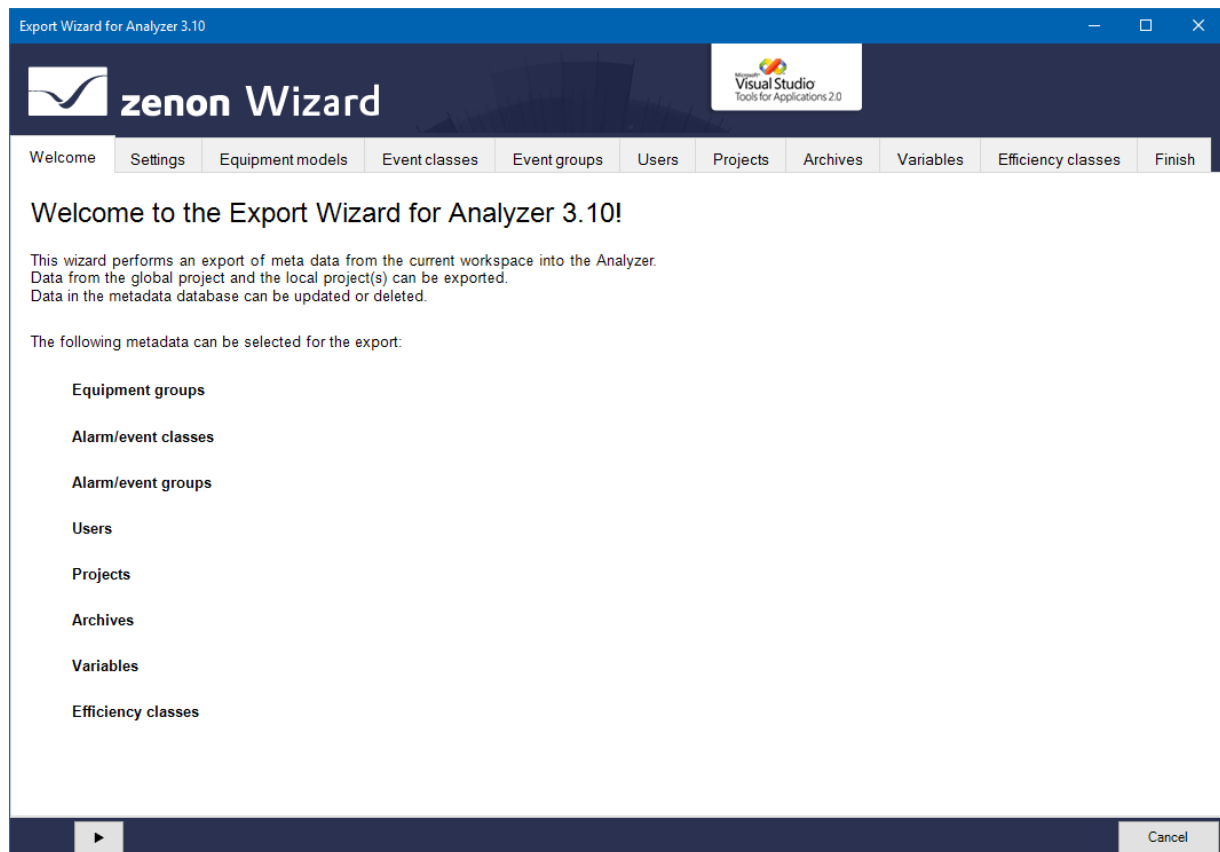 Export Wizard for Analyzer 3.10
zenon Wizard
Microsoft
Visual Studio
Tools for Applications 2.0
Welcome Settings Equipment models Event classes Event groups Users Projects Archives Variables Efficiency classes Finish
Welcome to the Export Wizard for Analyzer 3.10!
This wizard performs an export of meta data from the current workspace into the Analyzer.
Data from the global project and the local project(s) can be exported.
Data in the metadata database can be updated or deleted.
The following metadata can be selected for the export:
Equipment groups
Alarm/event classes
Alarm/event groups
Users
Projects
Archives
Variables
Efficiency classes
Cancel